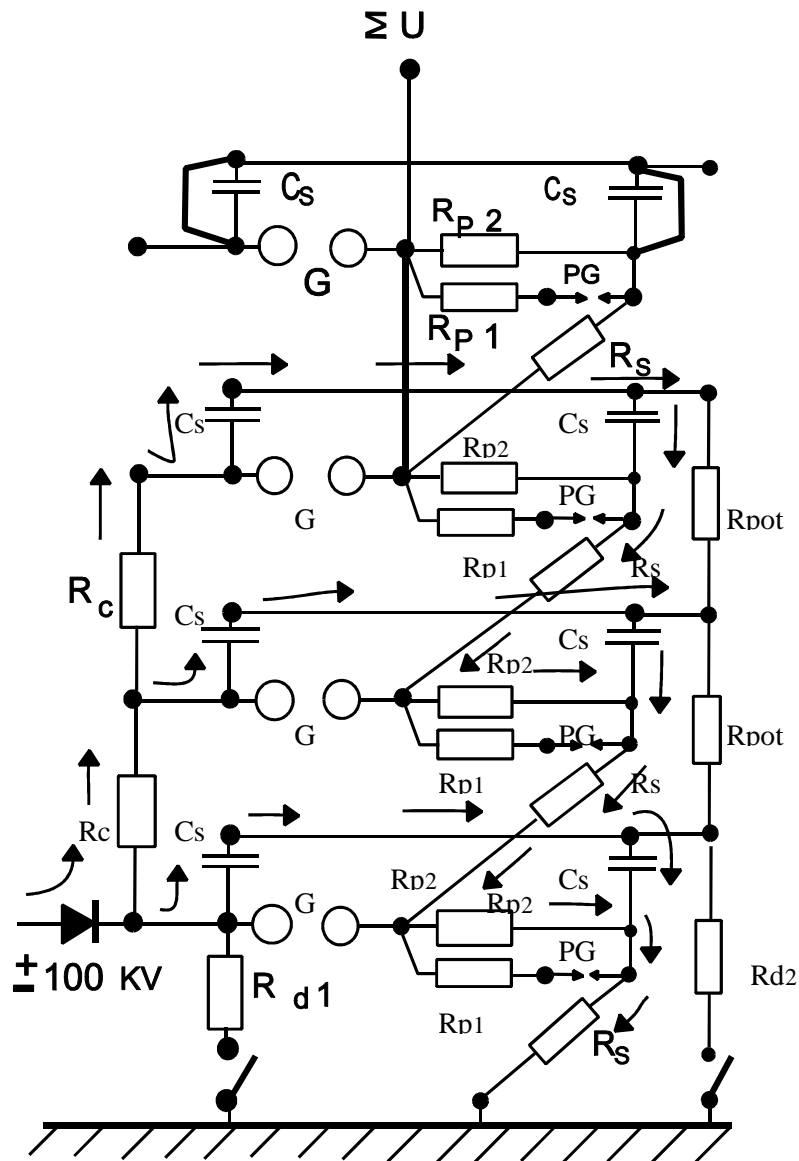 Σ U
Cs Cs
RP 2
G PG
RP 1
Rs
Cs Cs
Rp2
G PG Rpot
Rp1 Rs
Rc
Cs Cs
Rp2
G PG Rpot
Rp1 Rs
Rc Cs
Rp2 Cs
G Rp2
PG
± 100 KV Rd1 Rd2
Rp1 Rs